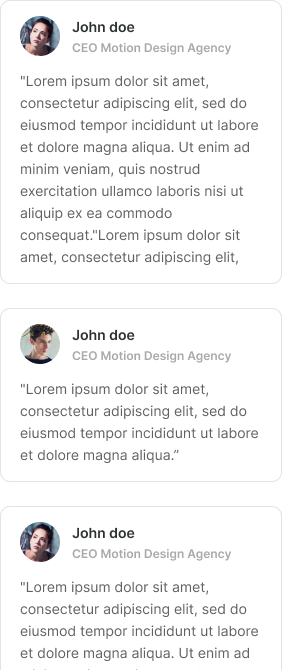 John doe
CEO Motion Design Agency
"Lorem ipsum dolor sit amet,
consectetur adipiscing elit, sed do
eiusmod tempor incididunt ut labore
et dolore magna aliqua. Ut enim ad
minim veniam, quis nostrud
exercitation ullamco laboris nisi ut
aliquip ex ea commodo
consequat."Lorem ipsum dolor sit
amet, consectetur adipiscing elit,
John doe
CEO Motion Design Agency
"Lorem ipsum dolor sit amet,
consectetur adipiscing elit, sed do
eiusmod tempor incididunt ut labore
et dolore magna aliqua.”
John doe
CEO Motion Design Agency
"Lorem ipsum dolor sit amet,
consectetur adipiscing elit, sed do
eiusmod tempor incididunt ut labore
et dolore magna aliqua. Ut enim ad